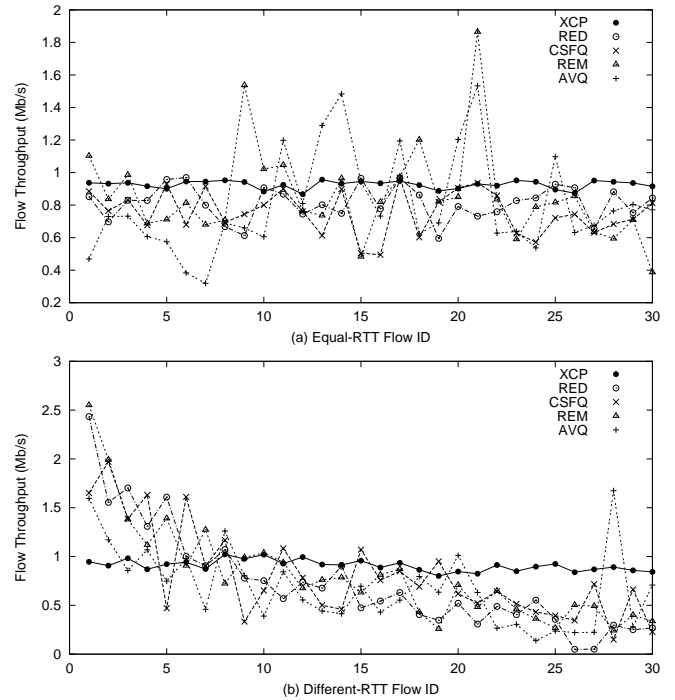 2
1.8
1.6
1.4
1.2
1
0.8
0.6
0.4
0.2
Flow Throughput (Mb/s)
XCP
RED
CSFQ
REM
AVQ
0 5 10 15 20 25 30
(a) Equal-RTT Flow ID
3
2.5
2
1.5
1
0.5
0
Flow Throughput (Mb/s)
XCP
RED
CSFQ
REM
AVQ
0 5 10 15 20 25 30
(b) Different-RTT Flow ID